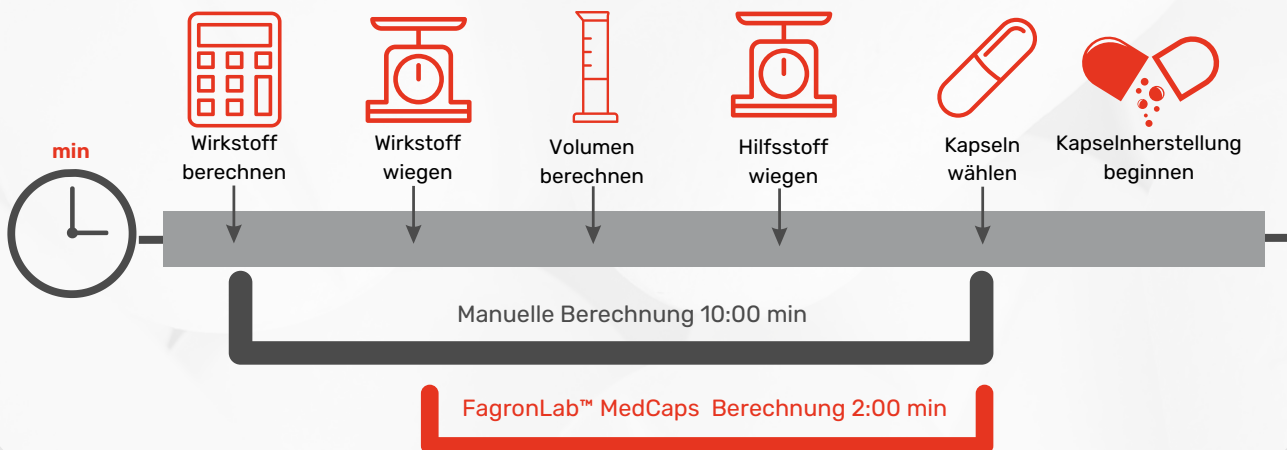 min
Wirkstoff
berechnen
Wirkstoff
wiegen
Volumen
berechnen
Hilfsstoff
wiegen
Kapseln
wählen
Kapselnherstellung
beginnen
Manuelle Berechnung 10:00 min
FagronLab™ MedCaps Berechnung 2:00 min